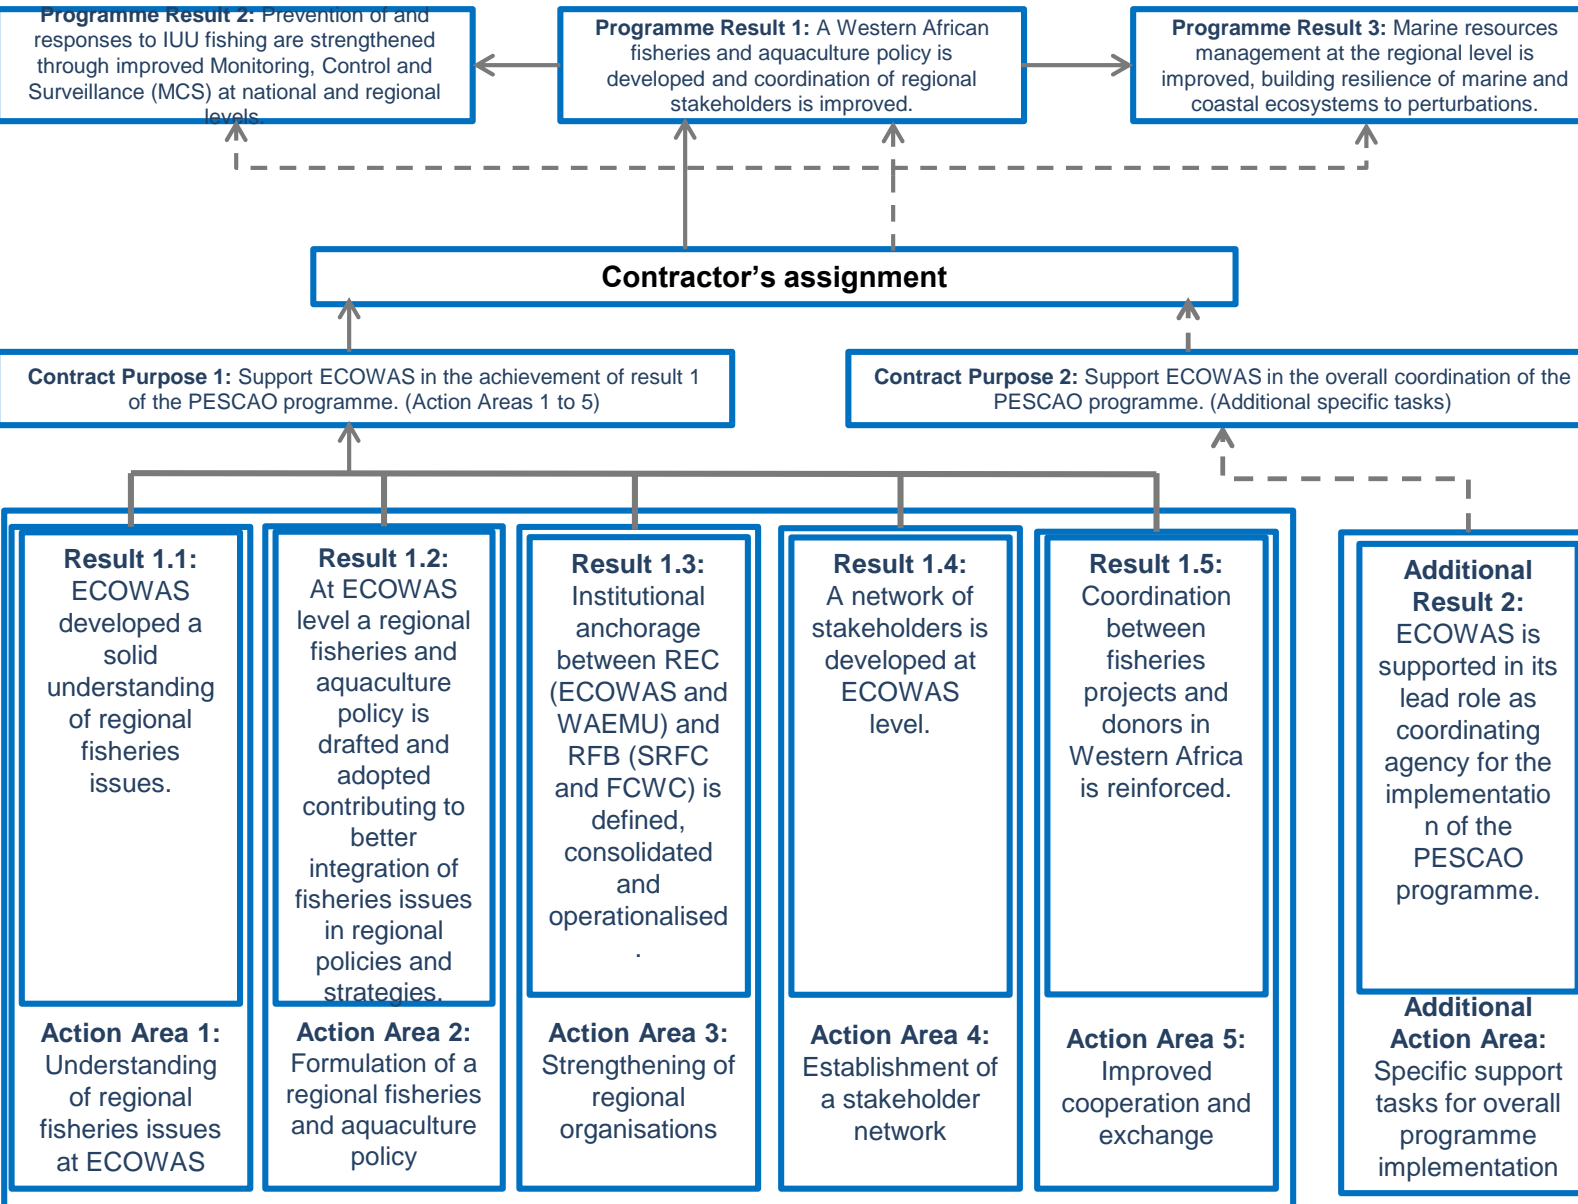 Programme Result 2: Prevention of and
responses to IUU fishing are strengthened
through improved Monitoring, Control and
Surveillance (MCS) at national and regional
levels.
Programme Result 1: A Western African
fisheries and aquaculture policy is
developed and coordination of regional
stakeholders is improved.
Programme Result 3: Marine resources
management at the regional level is
improved, building resilience of marine and
coastal ecosystems to perturbations.
Contractor’s assignment
Contract Purpose 1: Support ECOWAS in the achievement of result 1
of the PESCAO programme. (Action Areas 1 to 5)
Contract Purpose 2: Support ECOWAS in the overall coordination of the
PESCAO programme. (Additional specific tasks)
Result 1.1:
ECOWAS
developed a
solid
understanding
of regional
fisheries
issues.
Action Area 1:
Understanding
of regional
fisheries issues
at ECOWAS
Result 1.2:
At ECOWAS
level a regional
fisheries and
aquaculture
policy is
drafted and
adopted
contributing to
better
integration of
fisheries issues
in regional
policies and
strategies.
Action Area 2:
Formulation of a
regional fisheries
and aquaculture
policy
Result 1.3:
Institutional
anchorage
between REC
(ECOWAS and
WAEMU) and
RFB (SRFC
and FCWC) is
defined,
consolidated
and
operationalised
.
Action Area 3:
Strengthening of
regional
organisations
Result 1.4:
A network of
stakeholders is
developed at
ECOWAS
level.
Action Area 4:
Establishment of
a stakeholder
network
Result 1.5:
Coordination
between
fisheries
projects and
donors in
Western Africa
is reinforced.
Action Area 5:
Improved
cooperation and
exchange
Additional
Result 2:
ECOWAS is
supported in its
lead role as
coordinating
agency for the
implementatio
n of the
PESCAO
programme.
Additional
Action Area:
Specific support
tasks for overall
programme
implementation